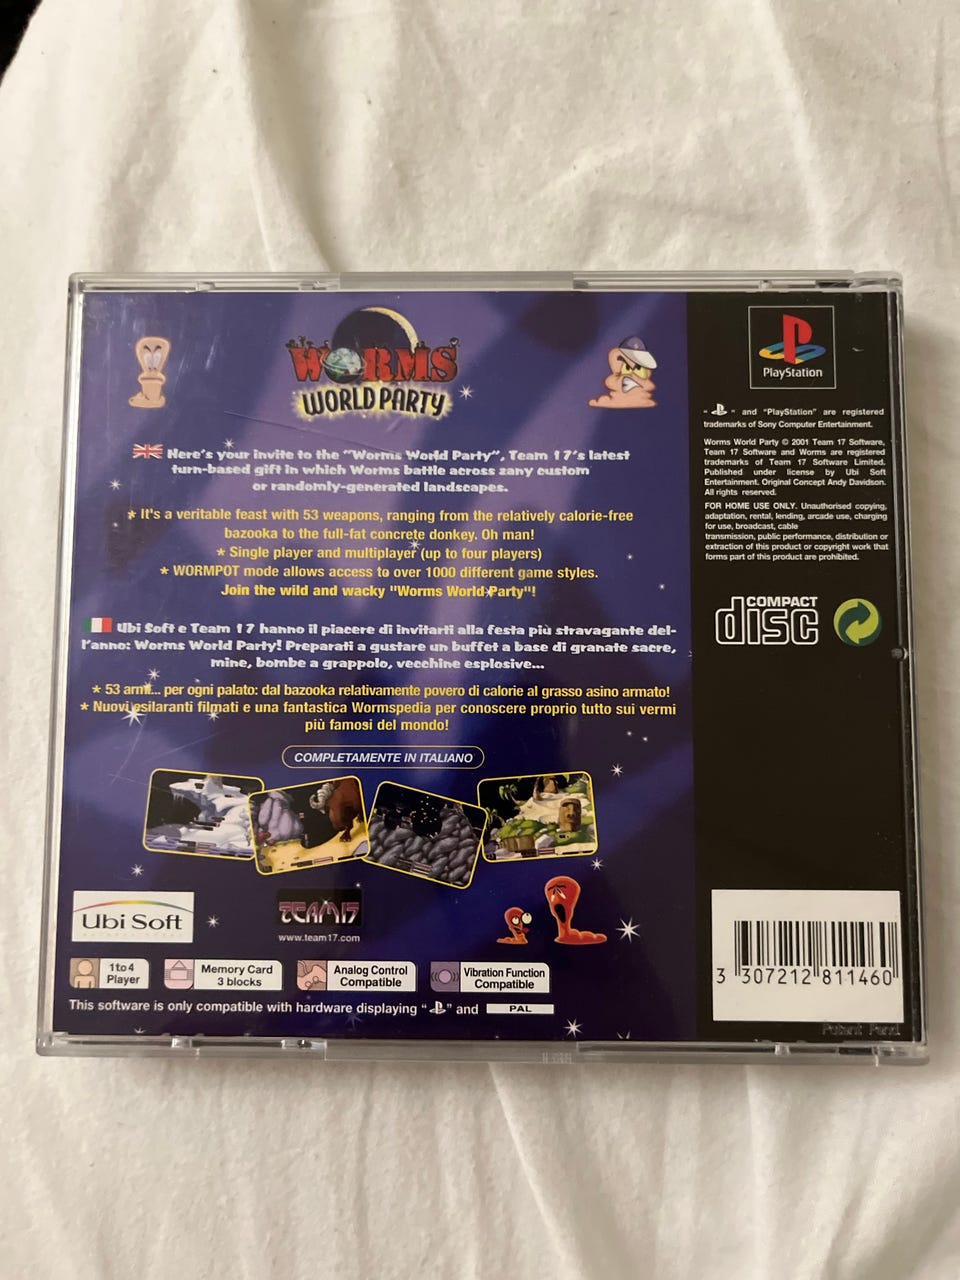 WORMS
WORLD PARTY
Here's your invite to the "Worms World Party", Team 17's latest
turn-based gift in which Worms battle across zany custom
or randomly-generated landscapes.
* It's a veritable feast with 53 weapons, ranging from the relatively calorie-free
bazooka to the full-fat concrete donkey. Oh man!
* Single player and multiplayer (up to four players)
* WORMPOT mode allows access to over 1000 different game styles.
Join the wild and wacky "Worms World Party"!
Ubi Soft e Team 17 hanno il piacere di invitarti alla festa più stravagante del-
l'anno: Worms World Party! Preparati a gustare un buffet a base di granate sacre,
mine, bombe a grappolo, vecchine esplosive...
* 53 armi... per ogni palato: dal bazooka relativamente povero di calorie al grasso asino armato!
* Nuovi esilaranti filmati e una fantastica Wormspedia per conoscere proprio tutto sui vermi
più famosi del mondo!
COMPLETAMENTE IN ITALIANO
Ubi Soft
TEAM17
www.team17.com
1 to 4
Player
Memory Card
3 blocks
Analog Control
Compatible
Vibration Function
Compatible
This software is only compatible with hardware displaying " " and PAL
PlayStation
" " and "PlayStation" are registered
trademarks of Sony Computer Entertainment.
Worms World Party © 2001 Team 17 Software,
Team 17 Software and Worms are registered
trademarks of Team 17 Software Limited.
Published under license by Ubi Soft
Entertainment. Original Concept Andy Davidson.
All rights reserved.
FOR HOME USE ONLY. Unauthorised copying,
adaptation, rental, lending, arcade use, charging
for use, broadcast, cable
transmission, public performance, distribution or
extraction of this product or copyright work that
forms part of this product are prohibited.
COMPACT
disc
3 307212 811460
Patent Pend.